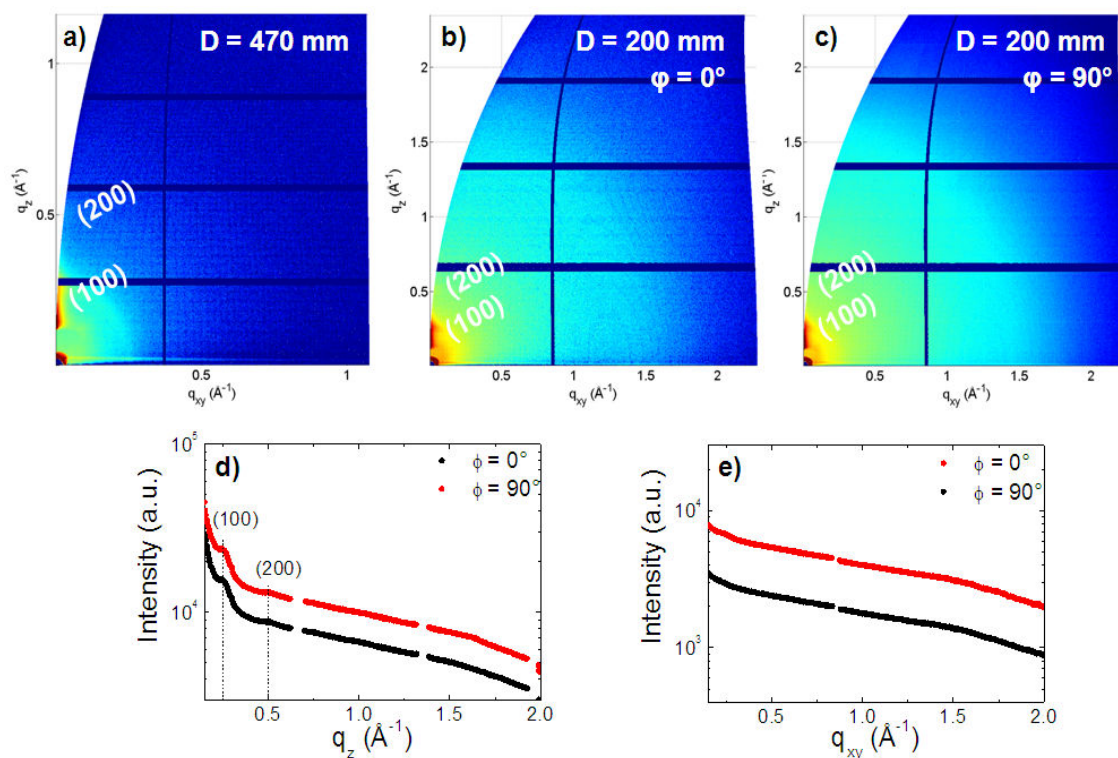 a)
D = 470 mm
1
0.5
q_z (Å⁻¹)
(200)
(100)
0.5
1
q_xy (Å⁻¹)
b)
D = 200 mm
φ = 0°
2
1.5
1
0.5
q_z (Å⁻¹)
(200)
(100)
0
0.5
1
1.5
2
q_xy (Å⁻¹)
c)
D = 200 mm
φ = 90°
2
1.5
1
0.5
q_z (Å⁻¹)
(200)
(100)
0
0.5
1
1.5
2
q_xy (Å⁻¹)
d)
ϕ = 0°
ϕ = 90°
(100)
(200)
10⁵
10⁴
Intensity (a.u.)
0.5
1.0
1.5
2.0
q_z (Å⁻¹)
e)
ϕ = 0°
ϕ = 90°
10⁴
10³
Intensity (a.u.)
0.5
1.0
1.5
2.0
q_xy (Å⁻¹)